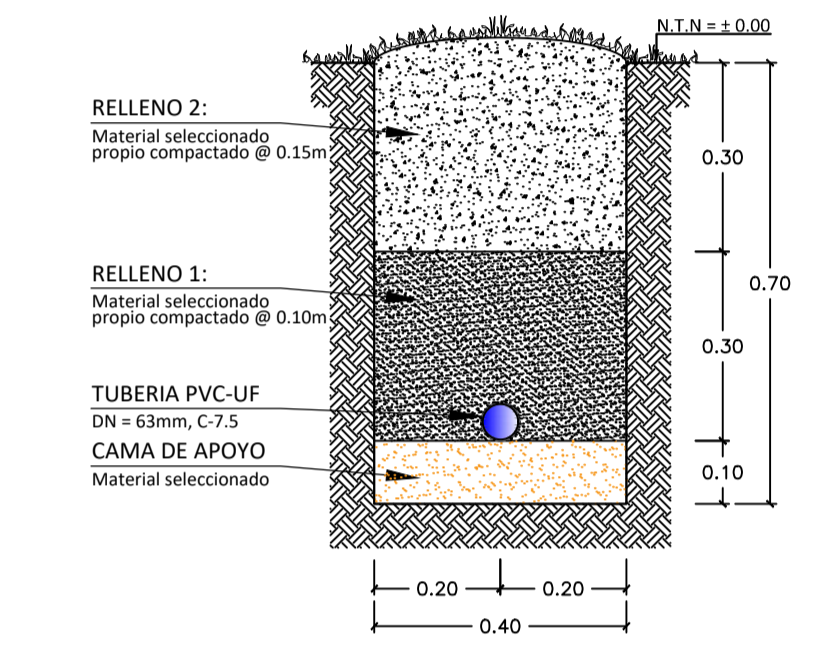 N.T.N = ± 0.00
RELLENO 2:
Material seleccionado
propio compactado @ 0.15m
0.30
RELLENO 1:
Material seleccionado
propio compactado @ 0.10m
0.70
0.30
TUBERIA PVC-UF
DN = 63mm, C-7.5
CAMA DE APOYO
Material seleccionado
0.10
0.20
0.20
0.40